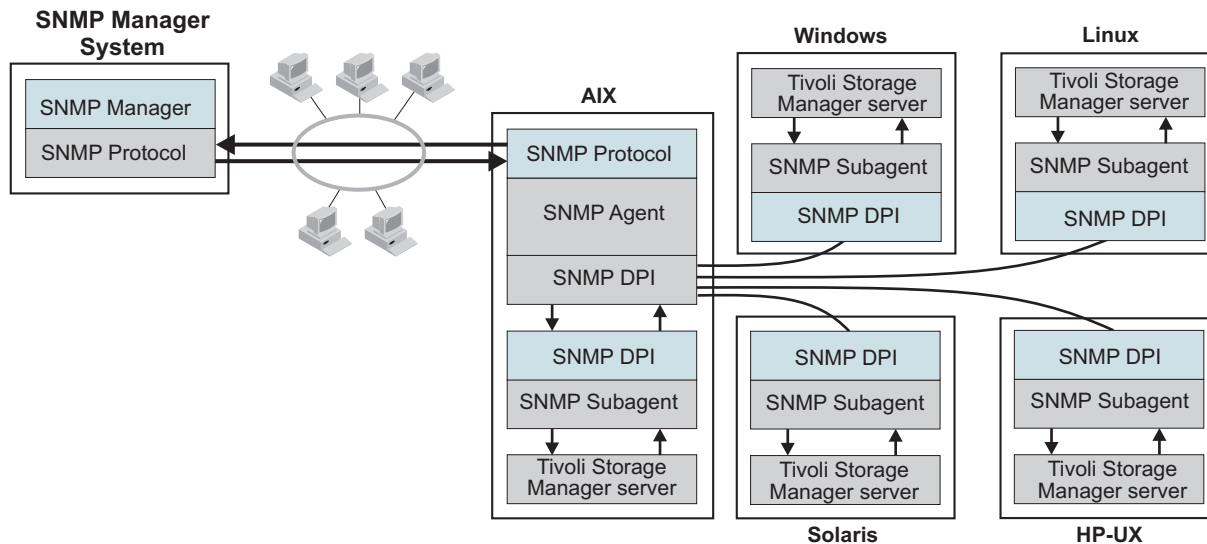 SNMP Manager
System
SNMP Manager
SNMP Protocol
AIX
SNMP Protocol
SNMP Agent
SNMP DPI
SNMP DPI
SNMP Subagent
Tivoli Storage
Manager server
Windows
Tivoli Storage
Manager server
SNMP Subagent
SNMP DPI
Linux
Tivoli Storage
Manager server
SNMP Subagent
SNMP DPI
SNMP DPI
SNMP Subagent
Tivoli Storage
Manager server
Solaris
SNMP DPI
SNMP Subagent
Tivoli Storage
Manager server
HP-UX